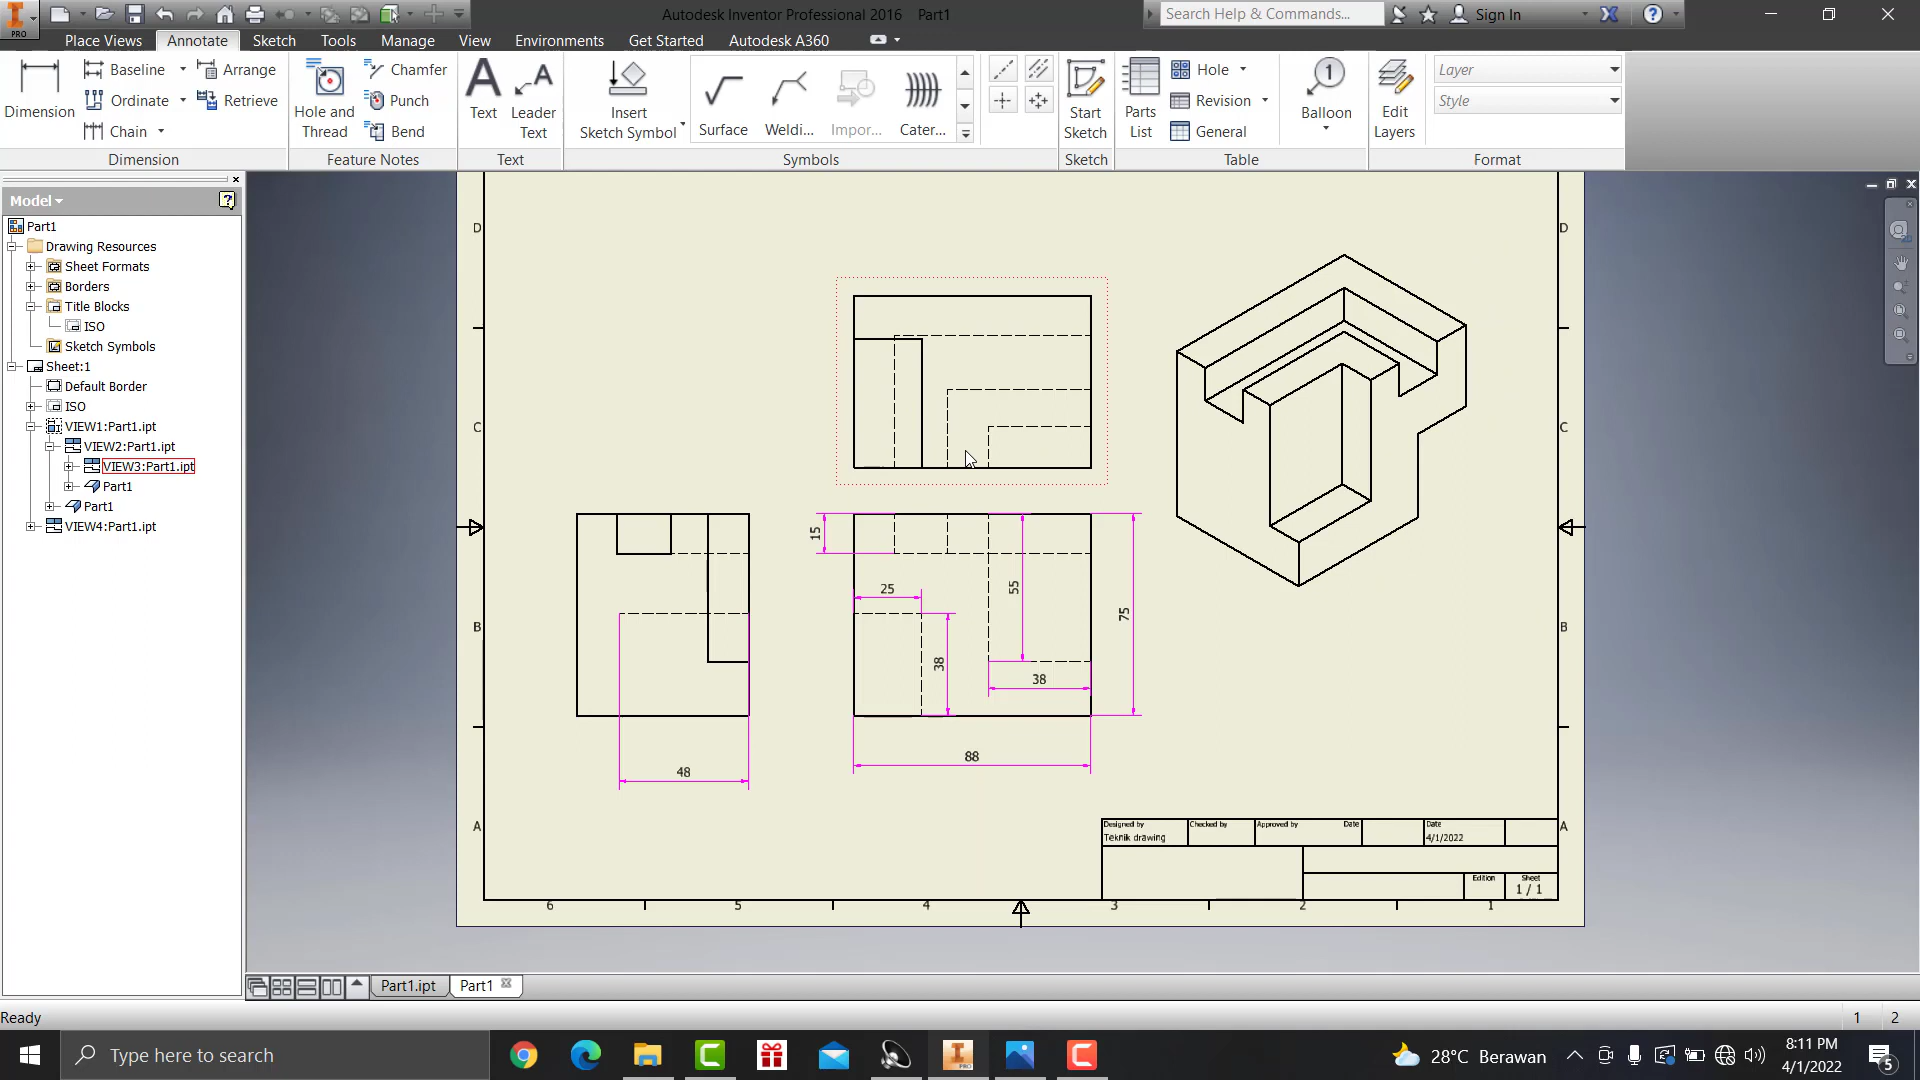 Autodesk Inventor Professional 2016 Part1
Search Help & Commands...
Sign In
PRO
Place Views
Annotate
Sketch
Tools
Manage
View
Environments
Get Started
Autodesk A360
Dimension
Baseline
Ordinate
Chain
Arrange
Retrieve
Dimension
Hole and
Thread
Chamfer
Punch
Bend
Feature Notes
Text
Leader
Text
Text
Insert
Sketch Symbol
Surface
Weldi...
Impor...
Cater...
Symbols
Start
Sketch
Sketch
Parts
List
Hole
Revision
General
Table
Balloon
Edit
Layers
Layer
Style
Format
Model
Part1
Drawing Resources
Sheet Formats
Borders
Title Blocks
ISO
Sketch Symbols
Sheet:1
Default Border
ISO
VIEW1:Part1.ipt
VIEW2:Part1.ipt
VIEW3:Part1.ipt
Part1
Part1
VIEW4:Part1.ipt
D
D
C
C
B
B
A
A
15
25
55
75
38
38
48
88
Designed by
Teknik drawing
Checked by
Approved by
Date
Date
4/1/2022
Edition
Sheet
1 / 1
6
5
4
3
2
1
Part1.ipt
Part1
Ready
1
2
Type here to search
PRO
28°C Berawan
8:11 PM
4/1/2022
5